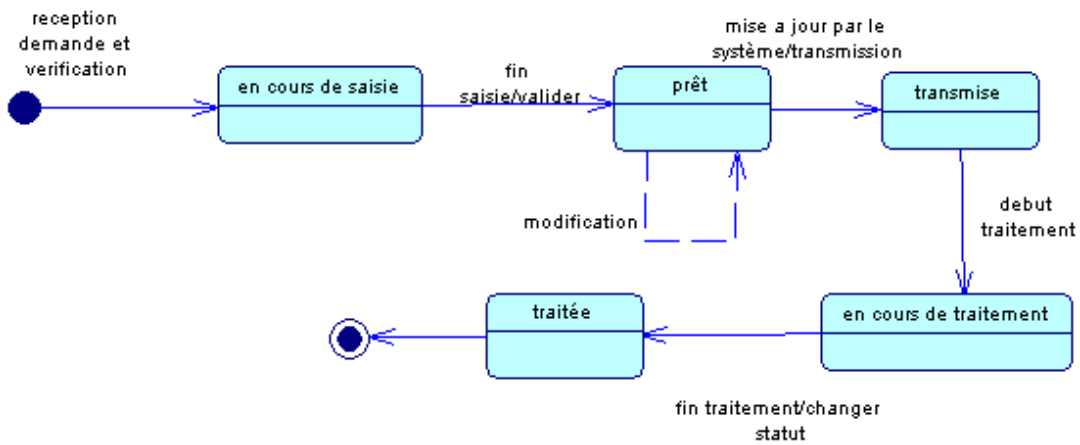 reception
demande et
verification
en cours de saisie
fin
saisie/valider
prêt
mise a jour par le
système/transmission
transmise
modification
debut
traitement
traitée
en cours de traitement
fin traitement/changer
statut